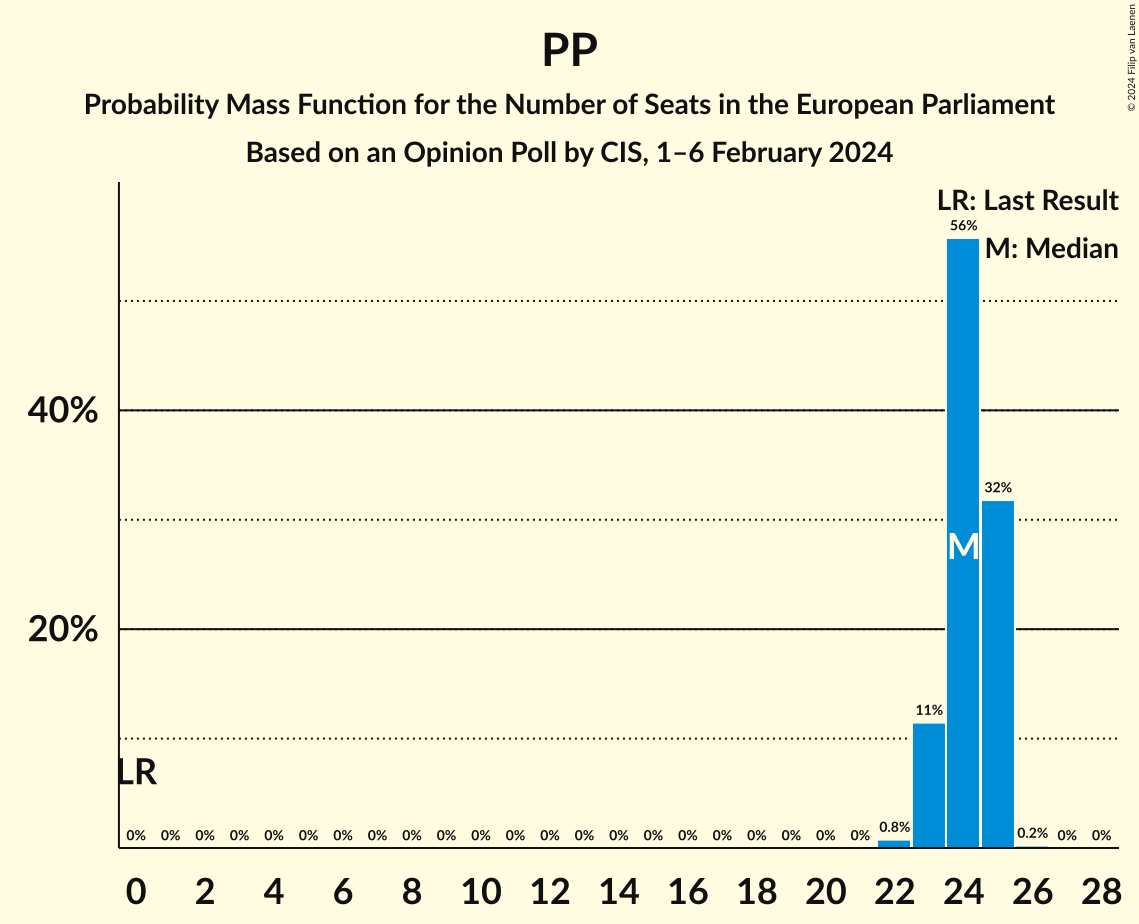 PP
Probability Mass Function for the Number of Seats in the European Parliament
Based on an Opinion Poll by CIS, 1–6 February 2024
© 2024 Filip van Laenen
LR: Last Result
M: Median
56%
40%
32%
M
20%
11%
LR
0% 0% 0% 0% 0% 0% 0% 0% 0% 0% 0% 0% 0% 0% 0% 0% 0% 0% 0% 0% 0% 0% 0.8% 0.2% 0% 0%
0 2 4 6 8 10 12 14 16 18 20 22 24 26 28